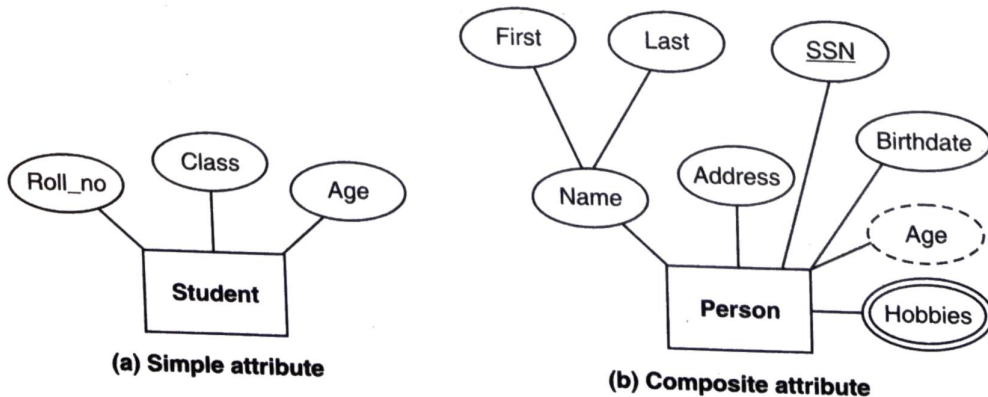 First
Last
SSN
Roll_no
Class
Age
Name
Address
Birthdate
Age
Hobbies
Student
Person
(a) Simple attribute
(b) Composite attribute